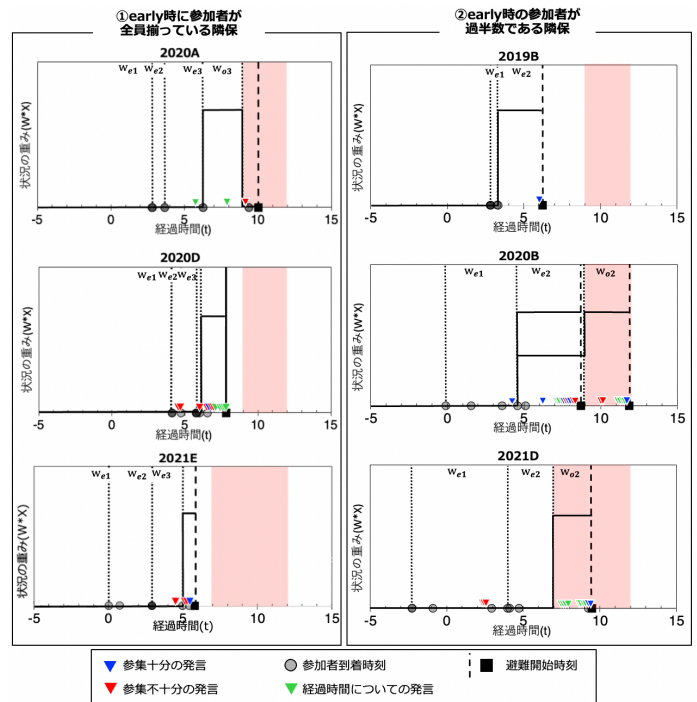 ①early時に参加者が
全員揃っている隣保
②early時の参加者が
過半数である隣保
2020A
状況の重み(W*X)
We1 We2 We3 Wo3
-5 0 5 10 15
経過時間(t)
2020D
状況の重み(W*X)
We1 We2 We3
-5 0 5 10 15
経過時間(t)
2021E
状況の重み(W*X)
We1 We2 We3
-5 0 5 10 15
経過時間(t)
2019B
状況の重み(W*X)
We1 We2
-5 0 5 10 15
経過時間(t)
2020B
状況の重み(W*X)
We1 We2 Wo2
-5 0 5 10 15
経過時間(t)
2021D
状況の重み(W*X)
We1 We2 Wo2
-5 0 5 10 15
経過時間(t)
参集十分の発言 参加者到着時刻 避難開始時刻
参集不十分の発言 経過時間についての発言